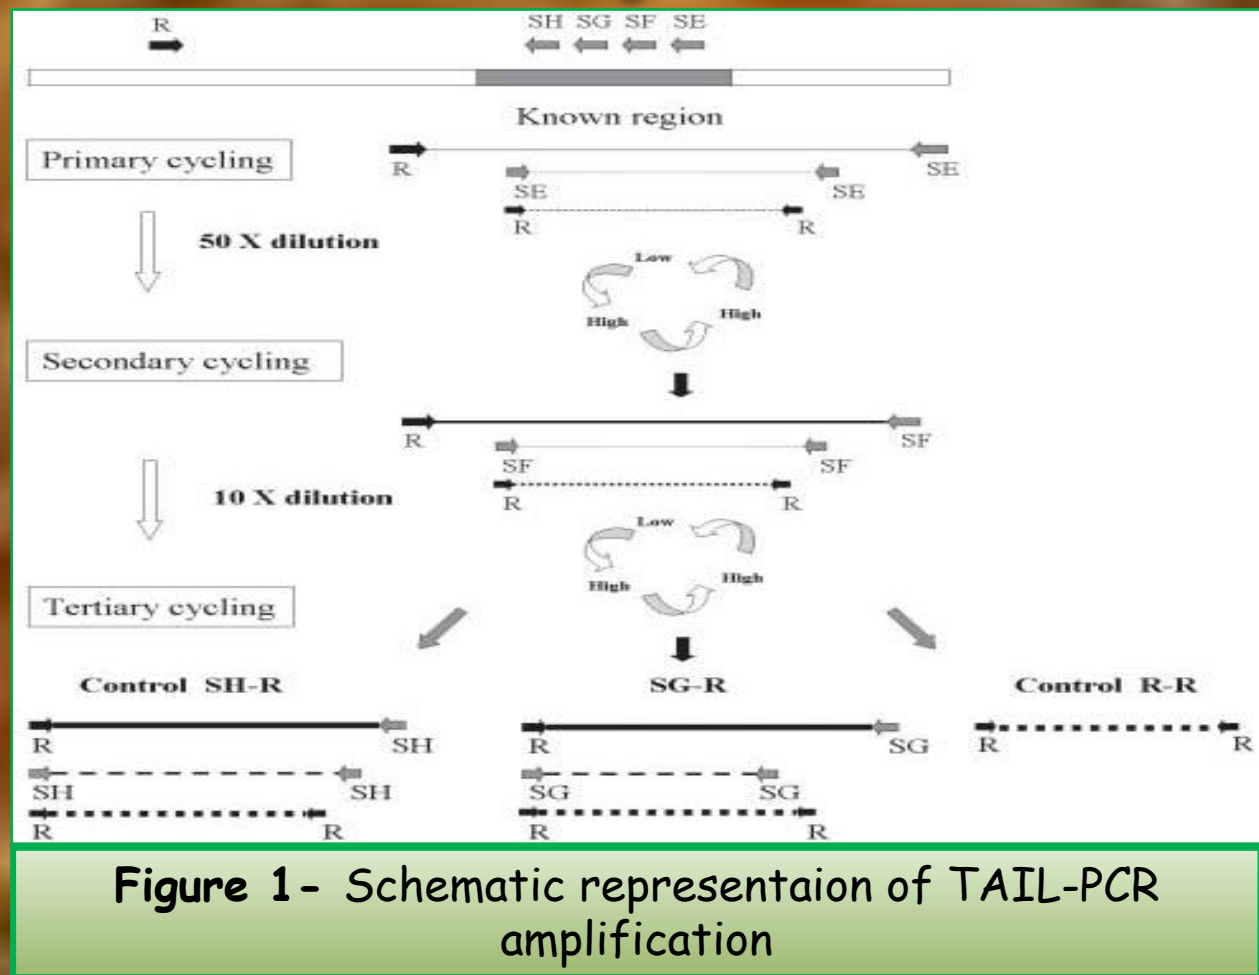 R
SH SG SF SE
Known region
Primary cycling
R SE
SE SE
R R
50 X dilution
Low
High High
Secondary cycling
R SF
SF SF
R R
10 X dilution
Low
High High
Tertiary cycling
Control SH-R SG-R Control R-R
R SH R SG R R
SH SH SG SG
R R R R
Figure 1- Schematic representaion of TAIL-PCR
amplification